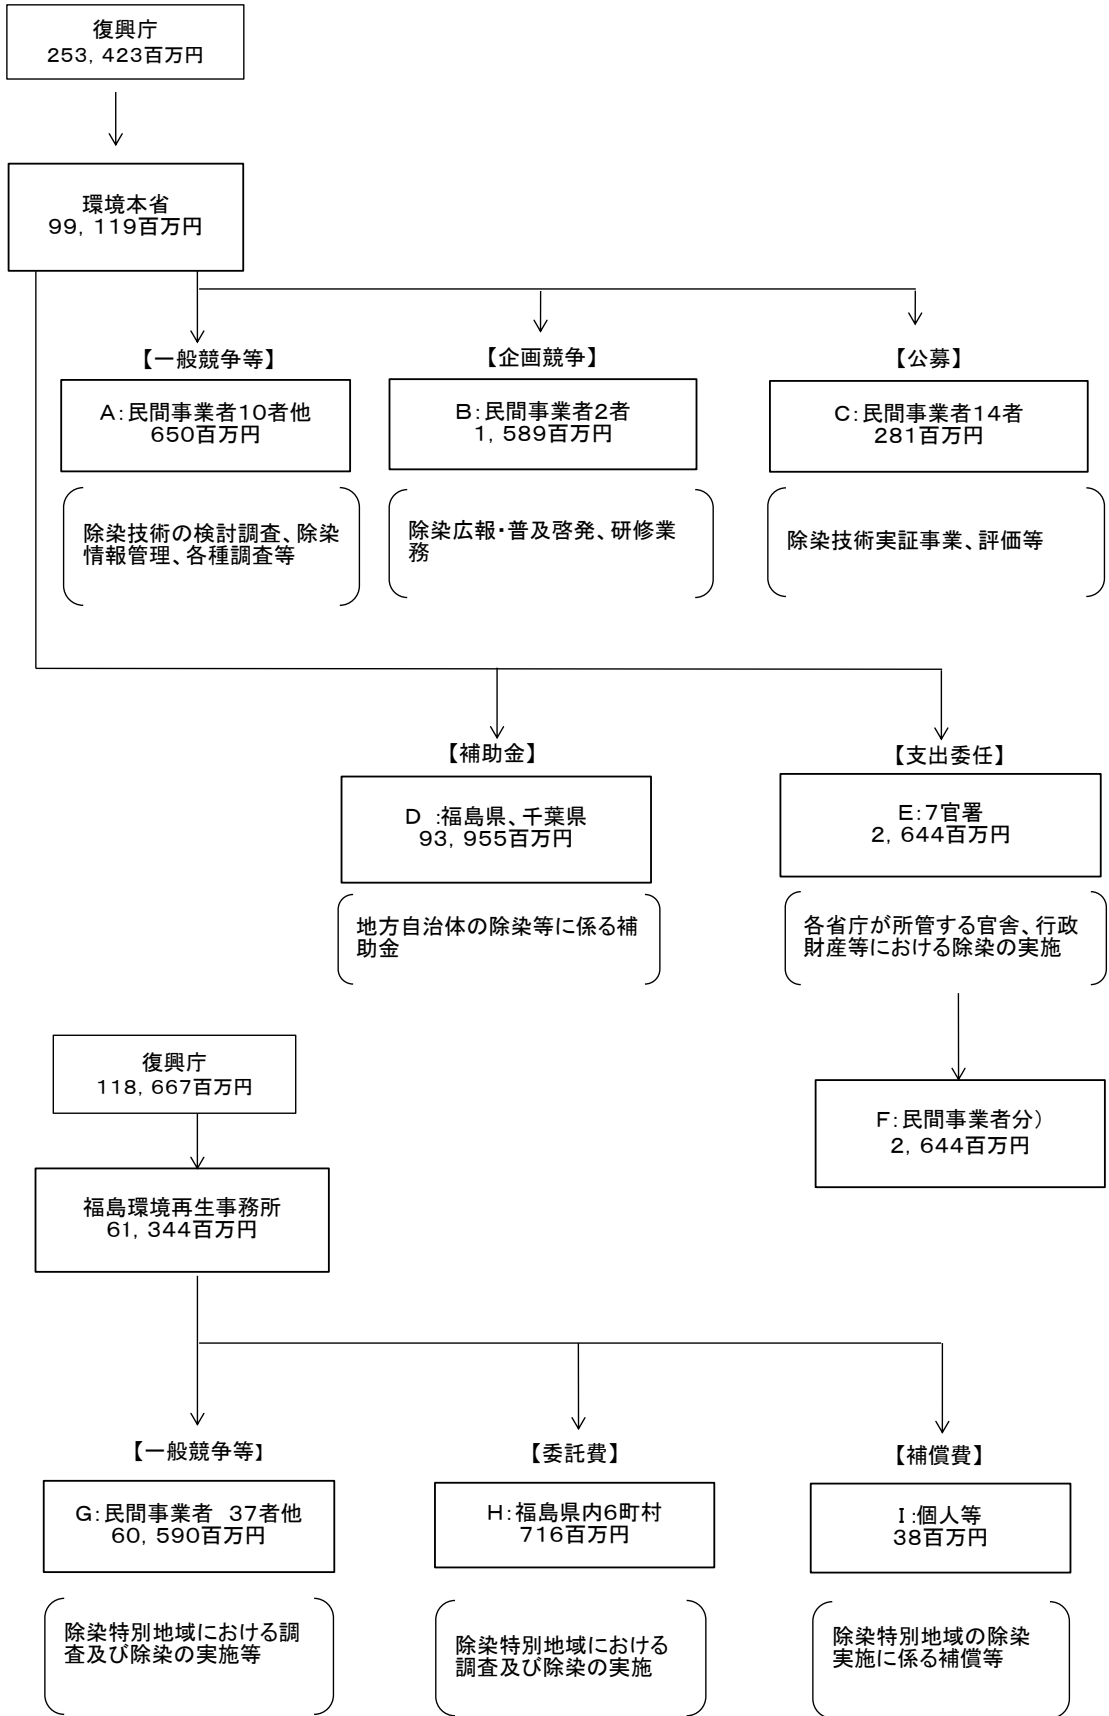 復興庁
253,423百万円
環境本省
99,119百万円
【一般競争等】
【企画競争】
【公募】
A:民間事業者10者他
650百万円
B:民間事業者2者
1,589百万円
C:民間事業者14者
281百万円
除染技術の検討調査、除染
情報管理、各種調査等
除染広報・普及啓発、研修業
務
除染技術実証事業、評価等
【補助金】
【支出委任】
D :福島県、千葉県
93,955百万円
E:7官署
2,644百万円
地方自治体の除染等に係る補
助金
各省庁が所管する官舎、行政
財産等における除染の実施
復興庁
118,667百万円
F:民間事業者分)
2,644百万円
福島環境再生事務所
61,344百万円
【一般競争等】
【委託費】
【補償費】
G:民間事業者 37者他
60,590百万円
H:福島県内6町村
716百万円
I:個人等
38百万円
除染特別地域における調
査及び除染の実施等
除染特別地域における
調査及び除染の実施
除染特別地域の除染
実施に係る補償等